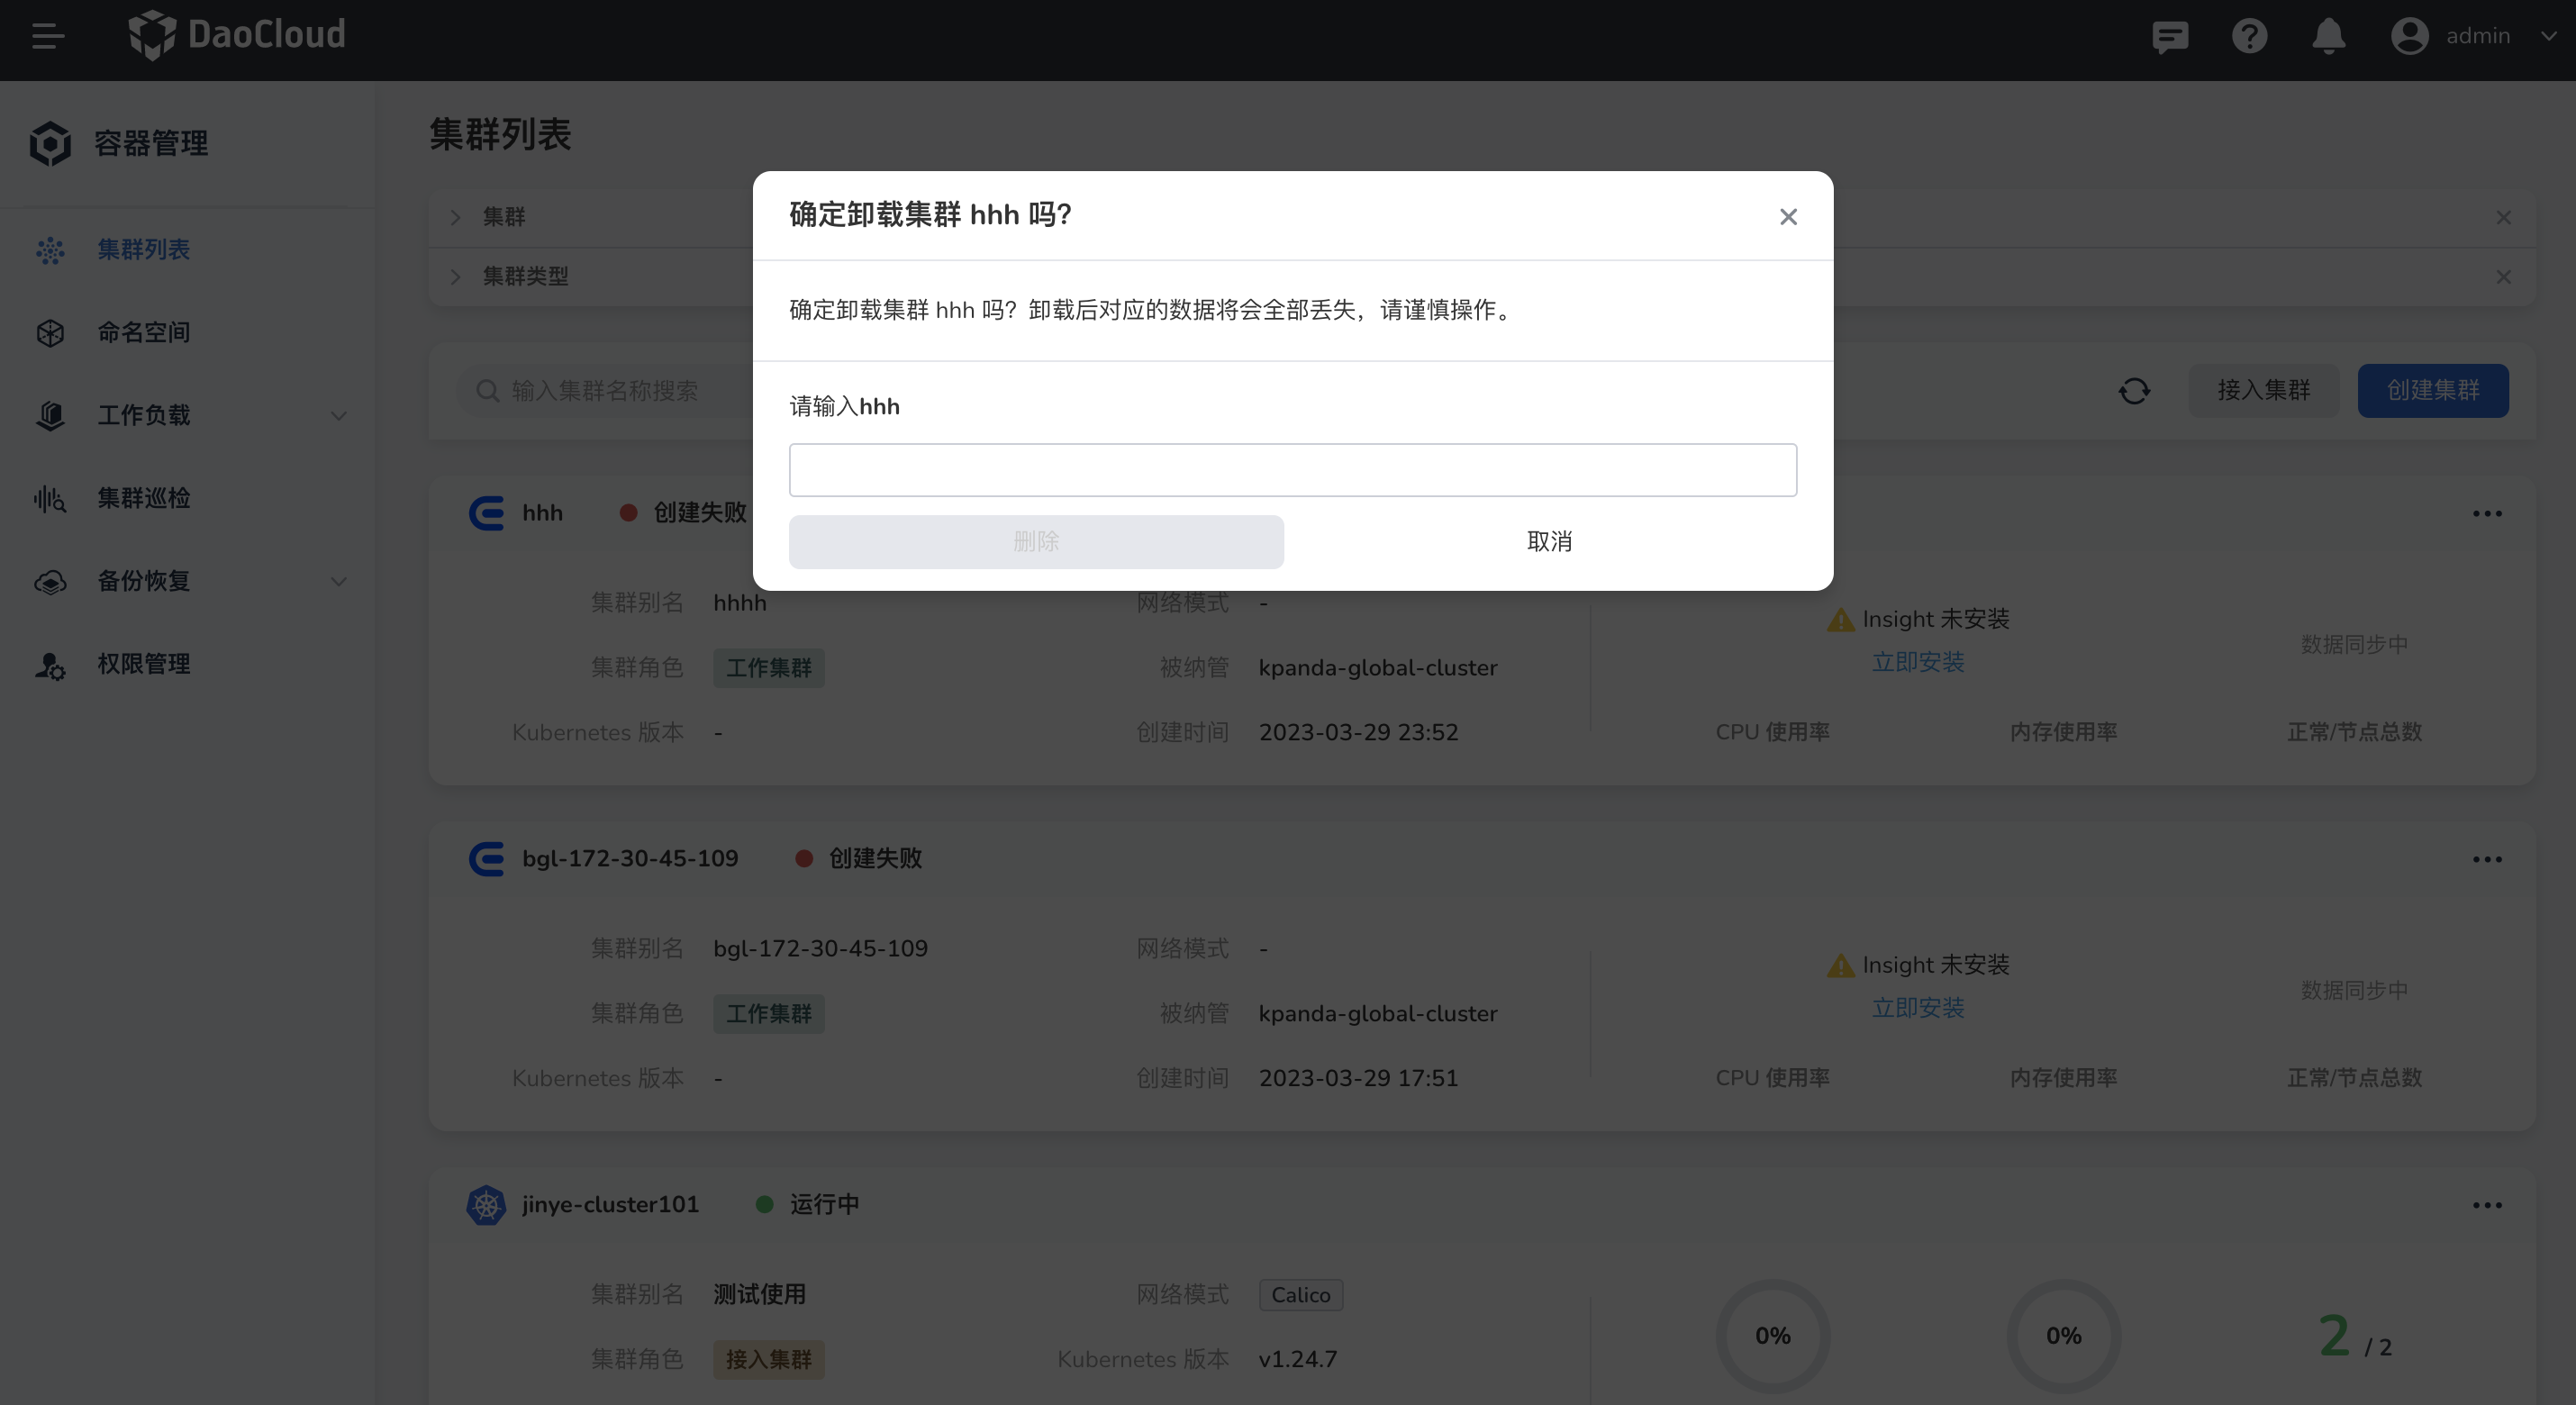 DaoCloud
admin
容器管理
集群列表
命名空间
工作负载
集群巡检
备份恢复
权限管理
集群列表
集群
集群类型
输入集群名称搜索
接入集群
创建集群
确定卸载集群 hhh 吗?
确定卸载集群 hhh 吗？卸载后对应的数据将会全部丢失，请谨慎操作。
请输入hhh
删除
取消
hhh 创建失败
集群别名 hhhh 网络模式 -
集群角色 工作集群 被纳管 kpanda-global-cluster
Kubernetes 版本 - 创建时间 2023-03-29 23:52
Insight 未安装
立即安装
数据同步中
CPU 使用率 内存使用率 正常/节点总数
bgl-172-30-45-109 创建失败
集群别名 bgl-172-30-45-109 网络模式 -
集群角色 工作集群 被纳管 kpanda-global-cluster
Kubernetes 版本 - 创建时间 2023-03-29 17:51
Insight 未安装
立即安装
数据同步中
CPU 使用率 内存使用率 正常/节点总数
jinye-cluster101 运行中
集群别名 测试使用 网络模式 Calico
集群角色 接入集群 Kubernetes 版本 v1.24.7
0% 0% 2 / 2